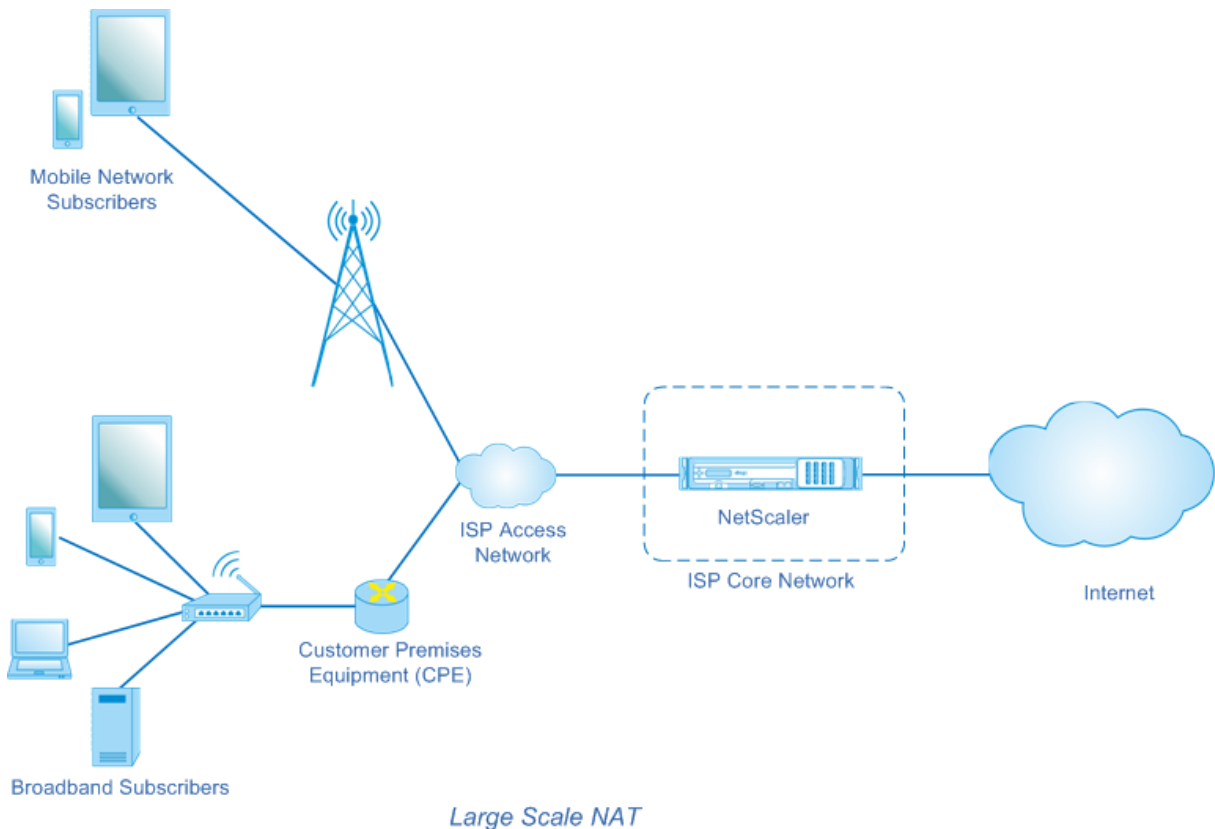 Mobile Network
Subscribers
ISP Access
Network
NetScaler
ISP Core Network
Internet
Customer Premises
Equipment (CPE)
Broadband Subscribers
Large Scale NAT